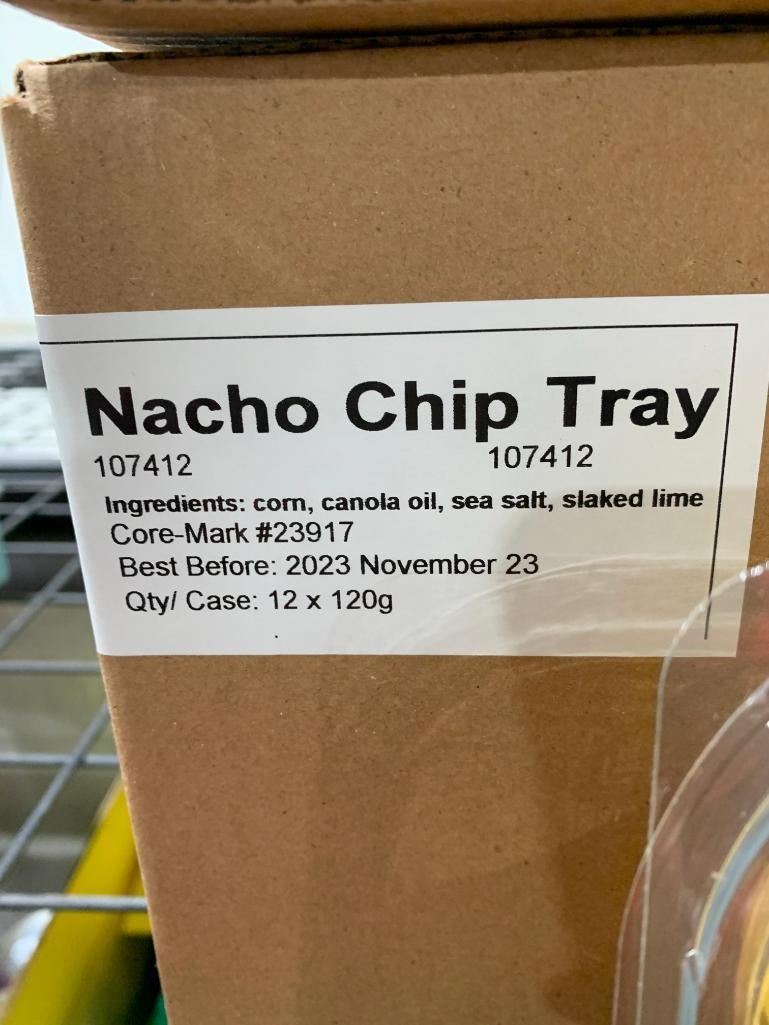 Nacho Chip Tray
107412 107412
Ingredients: corn, canola oil, sea salt, slaked lime
Core-Mark #23917
Best Before: 2023 November 23
Qty/ Case: 12 x 120g